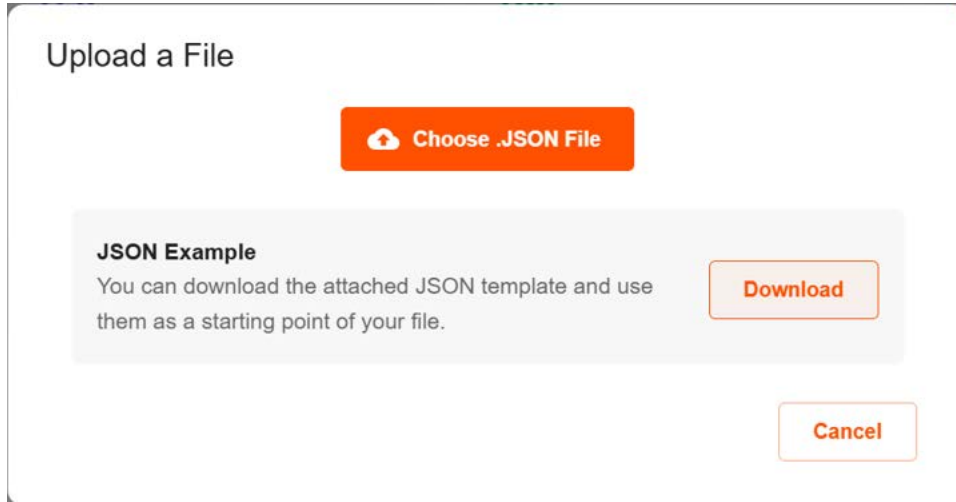 Upload a File
Choose .JSON File
JSON Example
You can download the attached JSON template and use
them as a starting point of your file.
Download
Cancel